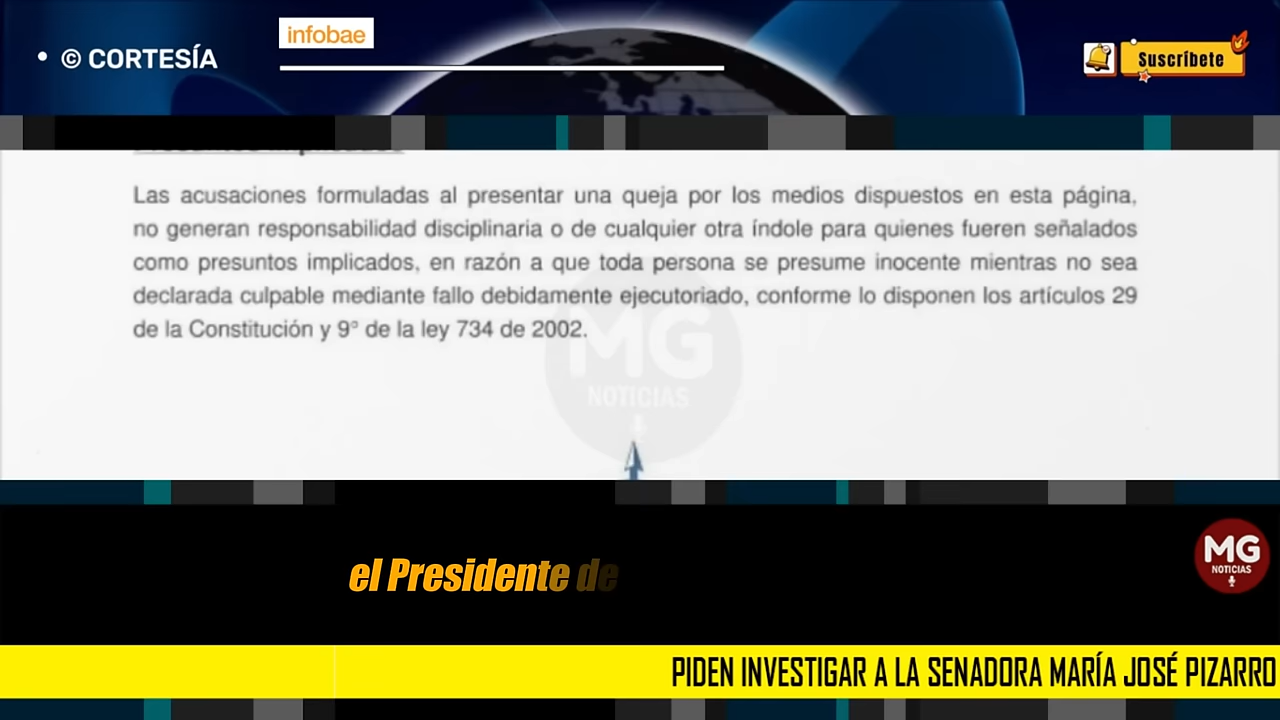 infobae
• © CORTESÍA
Suscríbete
Las acusaciones formuladas al presentar una queja por los medios dispuestos en esta página,
no generan responsabilidad disciplinaria o de cualquier otra índole para quienes fueren señalados
como presuntos implicados, en razón a que toda persona se presume inocente mientras no sea
declarada culpable mediante fallo debidamente ejecutoriado, conforme lo disponen los artículos 29
de la Constitución y 9° de la ley 734 de 2002.
MG
NOTICIAS
el Presidente de
MG
NOTICIAS
PIDEN INVESTIGAR A LA SENADORA MARÍA JOSÉ PIZARRO